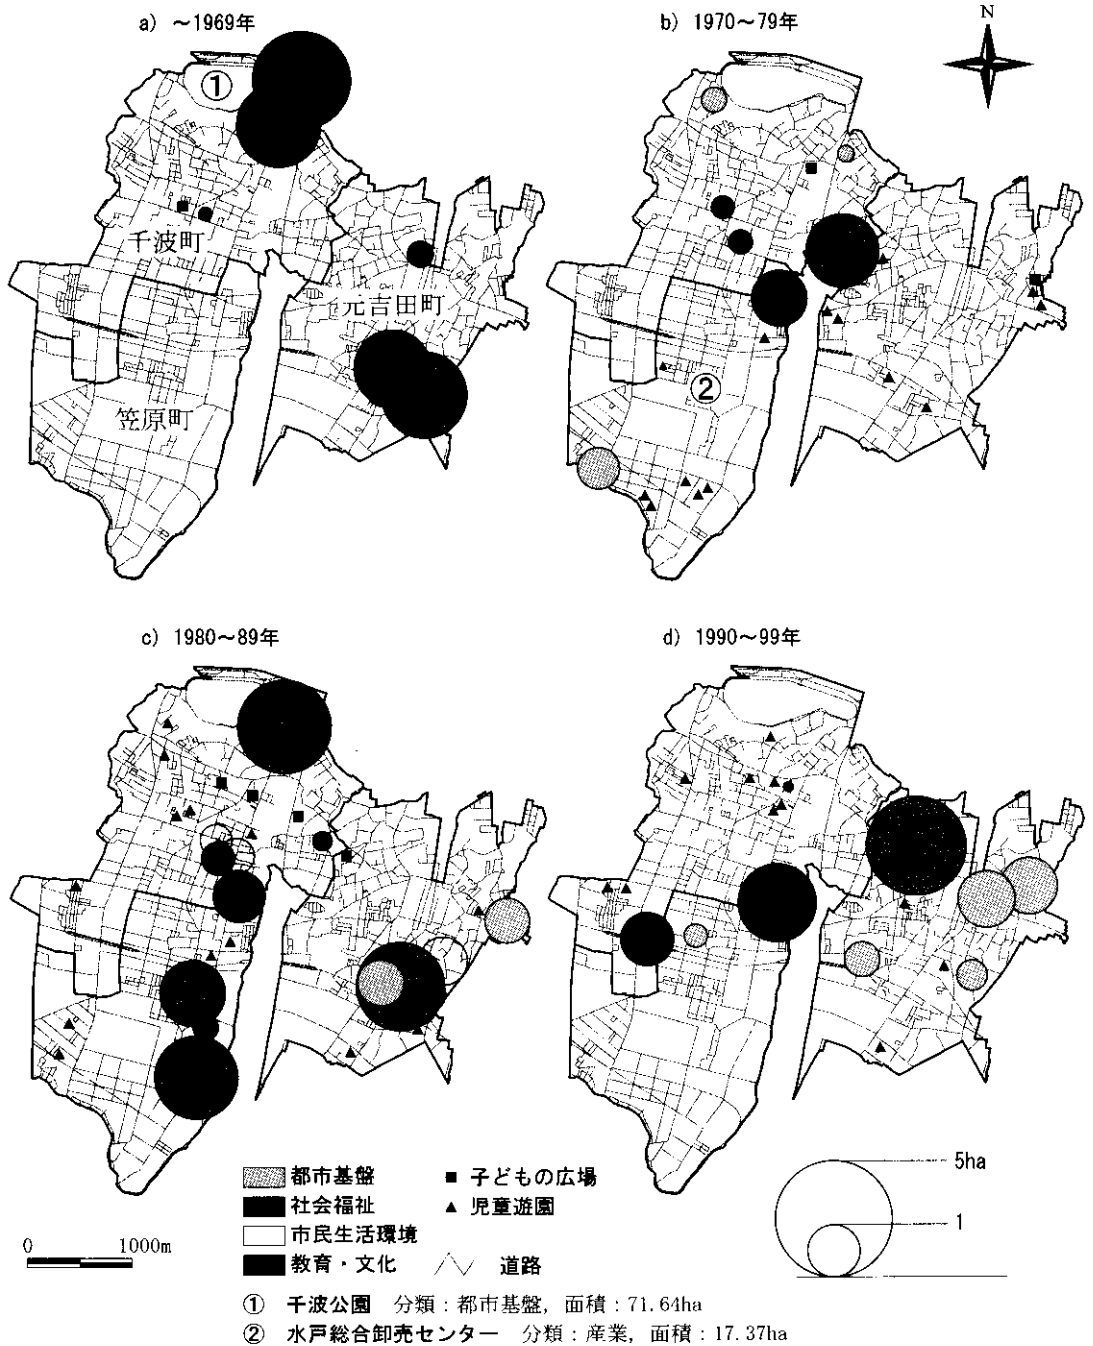 a) ～1969年
b) 1970～79年
N
①
千波町
元吉田町
笠原町
②
c) 1980～89年
d) 1990～99年
都市基盤
子どもの広場
社会福祉
児童遊園
市民生活環境
教育・文化
道路
5ha
1
0 1000m
① 千波公園 分類：都市基盤，面積：71.64ha
② 水戸総合卸売センター 分類：産業，面積：17.37ha